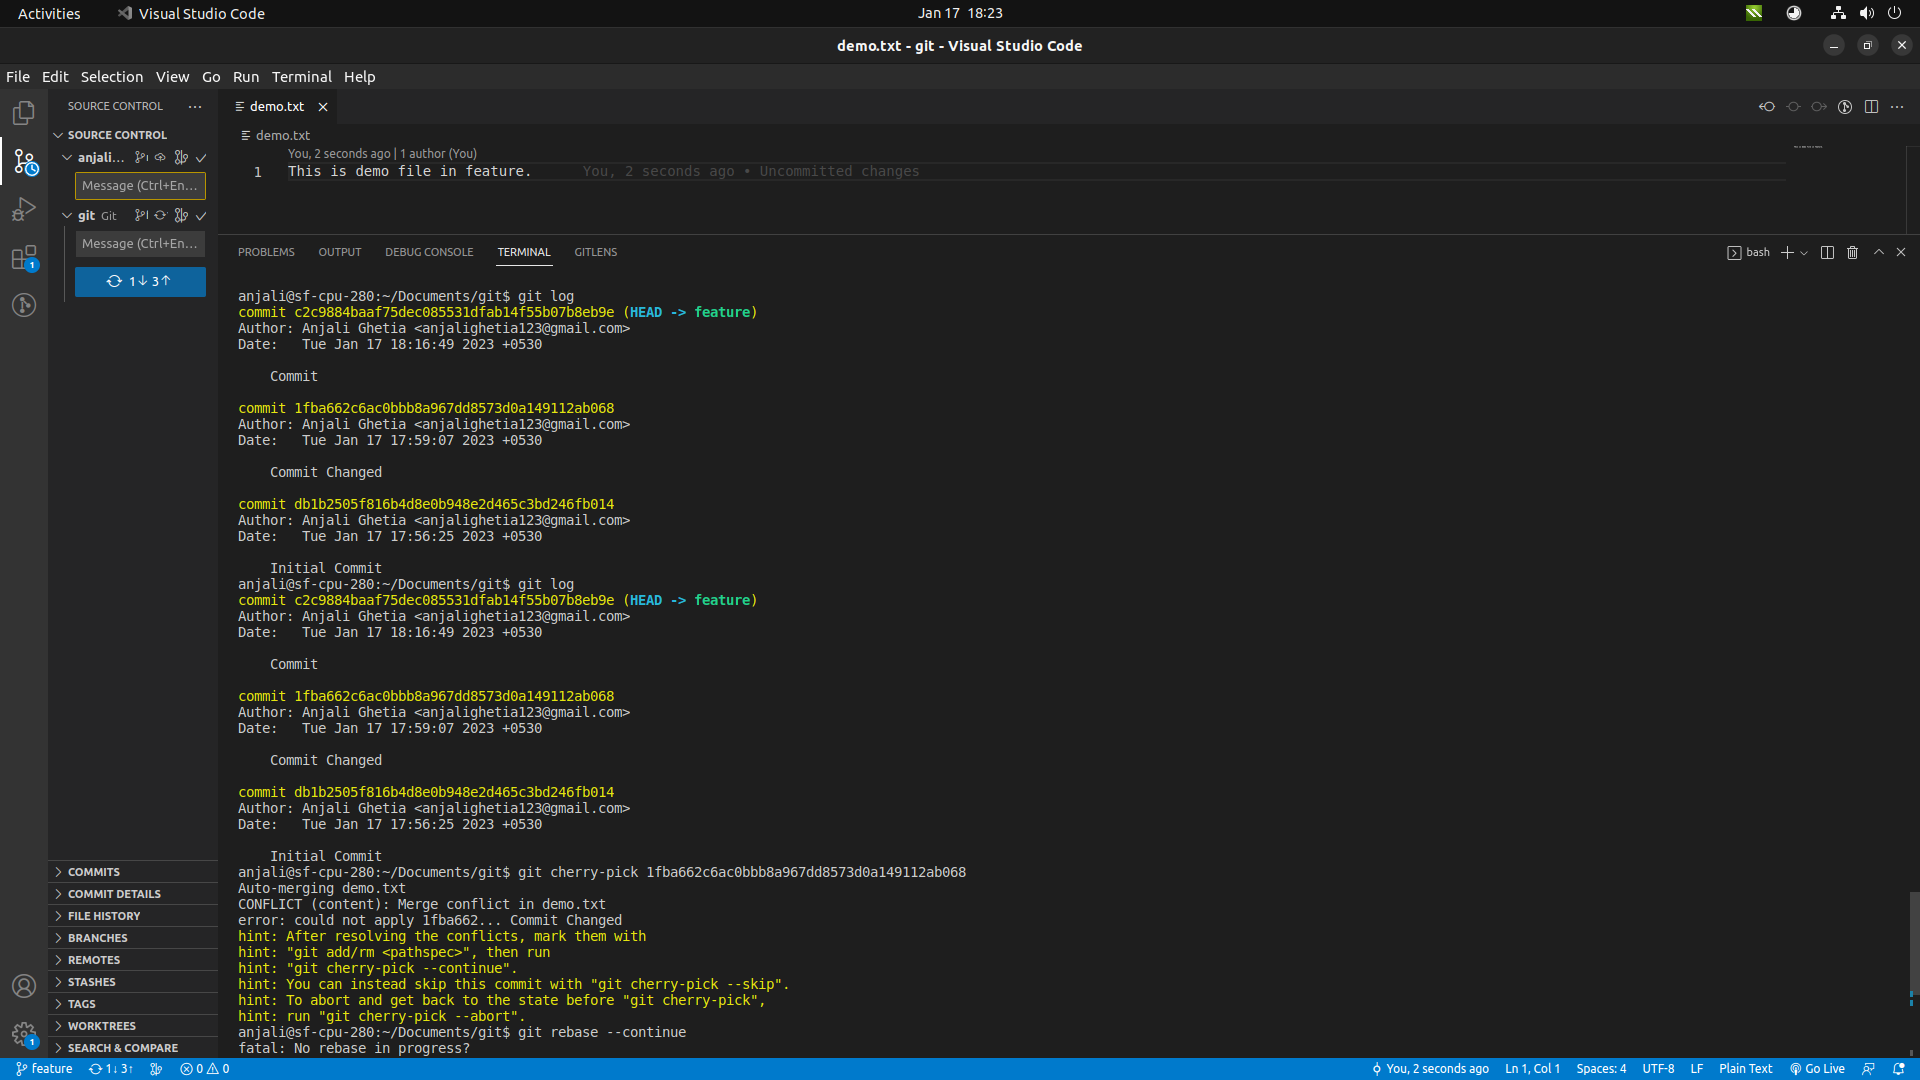 Activities
Visual Studio Code
Jan 17 18:23
demo.txt - git - Visual Studio Code
File Edit Selection View Go Run Terminal Help
SOURCE CONTROL
demo.txt
SOURCE CONTROL
demo.txt
anjali...
You, 2 seconds ago | 1 author (You)
1 This is demo file in feature. You, 2 seconds ago • Uncommitted changes
Message (Ctrl+En...
git Git
Message (Ctrl+En...
1↓ 3↑
1
PROBLEMS OUTPUT DEBUG CONSOLE TERMINAL GITLENS
bash
anjali@sf-cpu-280:~/Documents/git$ git log
commit c2c9884baaf75dec085531dfab14f55b07b8eb9e (HEAD -> feature)
Author: Anjali Ghetia <anjalighetia123@gmail.com>
Date:   Tue Jan 17 18:16:49 2023 +0530
Commit
commit 1fba662c6ac0bbb8a967dd8573d0a149112ab068
Author: Anjali Ghetia <anjalighetia123@gmail.com>
Date:   Tue Jan 17 17:59:07 2023 +0530
Commit Changed
commit db1b2505f816b4d8e0b948e2d465c3bd246fb014
Author: Anjali Ghetia <anjalighetia123@gmail.com>
Date:   Tue Jan 17 17:56:25 2023 +0530
Initial Commit
anjali@sf-cpu-280:~/Documents/git$ git log
commit c2c9884baaf75dec085531dfab14f55b07b8eb9e (HEAD -> feature)
Author: Anjali Ghetia <anjalighetia123@gmail.com>
Date:   Tue Jan 17 18:16:49 2023 +0530
Commit
commit 1fba662c6ac0bbb8a967dd8573d0a149112ab068
Author: Anjali Ghetia <anjalighetia123@gmail.com>
Date:   Tue Jan 17 17:59:07 2023 +0530
Commit Changed
commit db1b2505f816b4d8e0b948e2d465c3bd246fb014
Author: Anjali Ghetia <anjalighetia123@gmail.com>
Date:   Tue Jan 17 17:56:25 2023 +0530
Initial Commit
anjali@sf-cpu-280:~/Documents/git$ git cherry-pick 1fba662c6ac0bbb8a967dd8573d0a149112ab068
Auto-merging demo.txt
CONFLICT (content): Merge conflict in demo.txt
error: could not apply 1fba662... Commit Changed
hint: After resolving the conflicts, mark them with
hint: "git add/rm <pathspec>", then run
hint: "git cherry-pick --continue".
hint: You can instead skip this commit with "git cherry-pick --skip".
hint: To abort and get back to the state before "git cherry-pick",
hint: run "git cherry-pick --abort".
anjali@sf-cpu-280:~/Documents/git$ git rebase --continue
fatal: No rebase in progress?
COMMITS
COMMIT DETAILS
FILE HISTORY
BRANCHES
REMOTES
STASHES
TAGS
WORKTREES
SEARCH & COMPARE
1
feature 1↓ 3↑ 0 0
You, 2 seconds ago Ln 1, Col 1 Spaces: 4 UTF-8 LF Plain Text Go Live